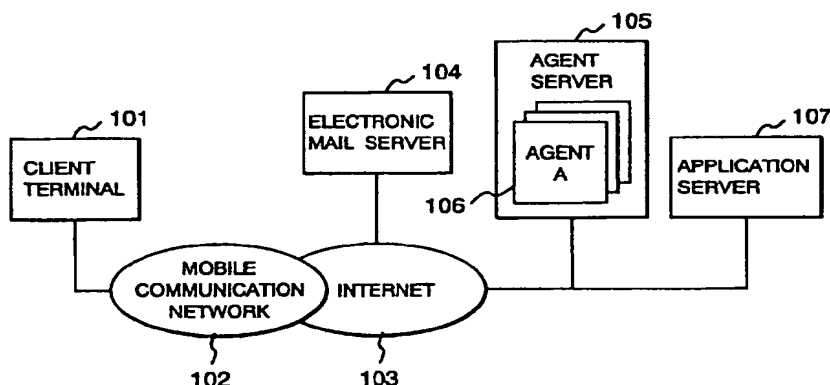 105
AGENT
SERVER
104
101
ELECTRONIC
MAIL SERVER
107
CLIENT
TERMINAL
AGENT
A
APPLICATION
SERVER
106
MOBILE
COMMUNICATION
NETWORK
INTERNET
102
103